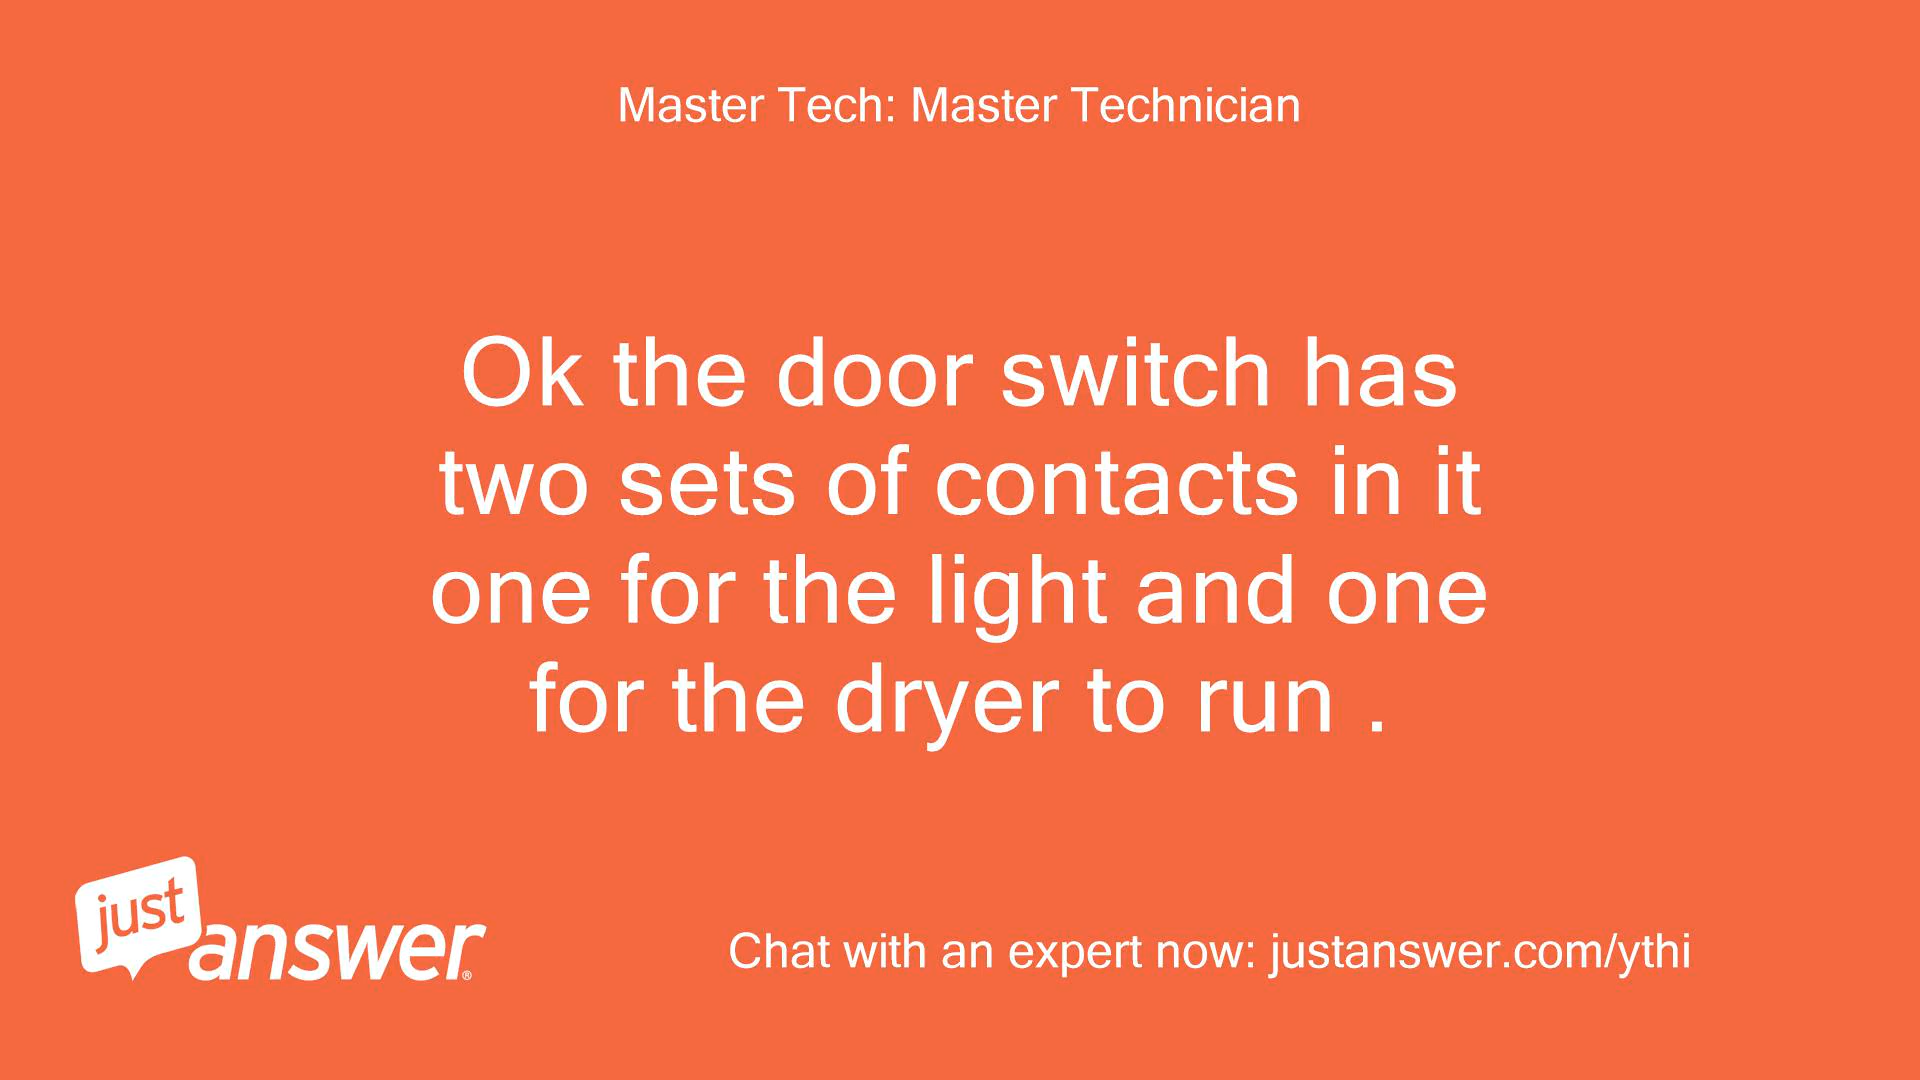 Master Tech: Master Technician
Ok the door switch has
two sets of contacts in it
one for the light and one
for the dryer to run .
just
answer®
Chat with an expert now: justanswer.com/ythi